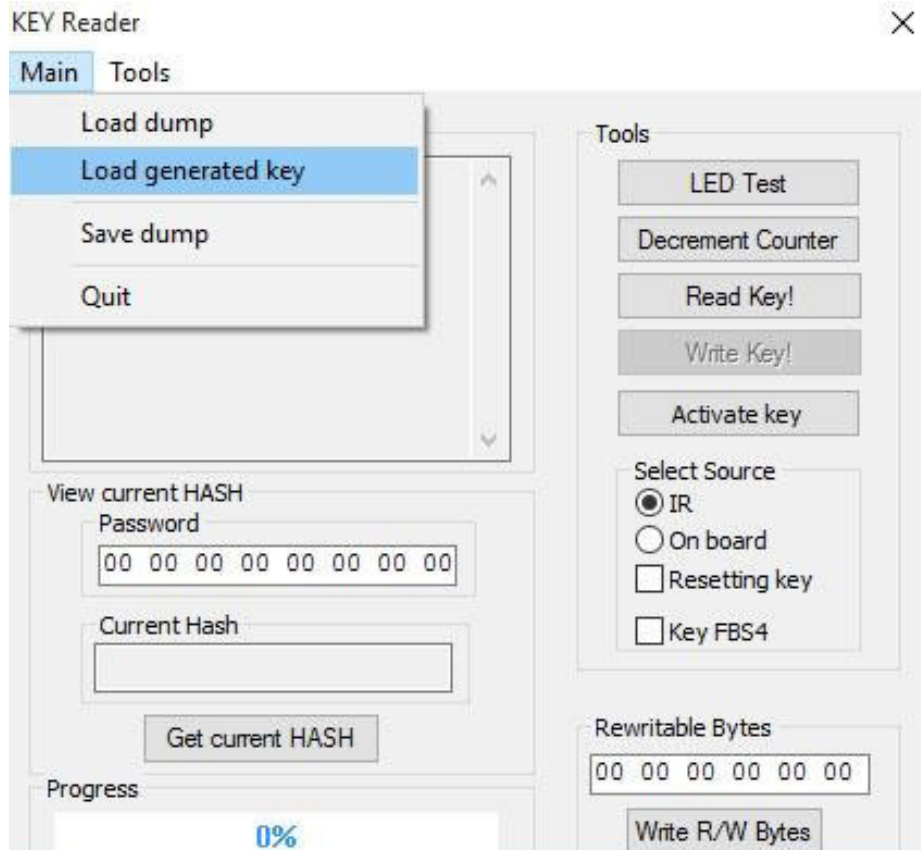 KEY Reader
Main Tools
Load dump
Load generated key
Save dump
Quit
Tools
LED Test
Decrement Counter
Read Key!
Write Key!
Activate key
Select Source
IR
On board
Resetting key
Key FBS4
View current HASH
Password
00 00 00 00 00 00 00 00
Current Hash
Get current HASH
Progress
0%
Rewritable Bytes
00 00 00 00 00 00
Write R/W Bytes